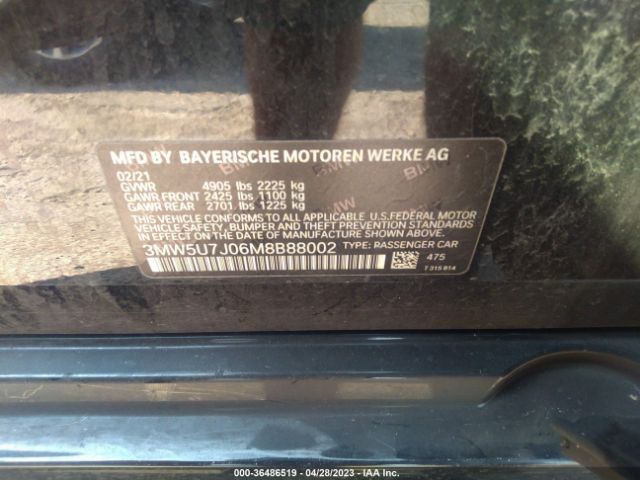 MFD BY BAYERISCHE MOTOREN WERKE AG
02/21
GVWR 4905 lbs 2225 kg
GAWR FRONT 2425 lbs 1100 kg
GAWR REAR 2701 lbs 1225 kg
THIS VEHICLE CONFORMS TO ALL APPLICABLE U.S.FEDERAL MOTOR
VEHICLE SAFETY, BUMPER AND THEFT PREVENTION STANDARDS
IN EFFECT ON THE DATE OF MANUFACTURE SHOWN ABOVE.
3MW5U7J06M8B88002 TYPE: PASSENGER CAR
475
7 315 814
000-36486519 - 04/28/2023 - IAA Inc.